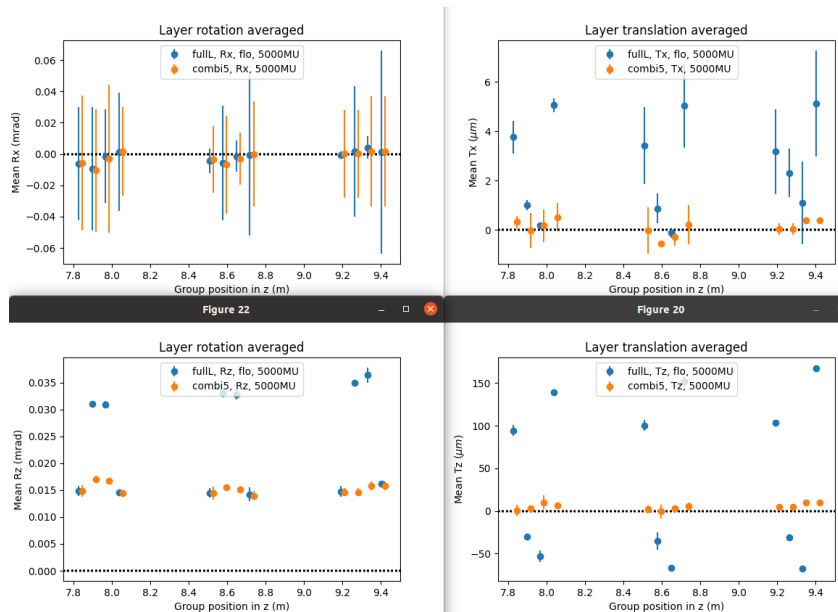 Layer rotation averaged
fullL, Rx, flo, 5000MU
combi5, Rx, 5000MU
Mean Rx (mrad)
0.06
0.04
0.02
0.00
−0.02
−0.04
−0.06
7.8 8.0 8.2 8.4 8.6 8.8 9.0 9.2 9.4
Group position in z (m)
Layer translation averaged
fullL, Tx, flo, 5000MU
combi5, Tx, 5000MU
Mean Tx (μm)
6
4
2
0
7.8 8.0 8.2 8.4 8.6 8.8 9.0 9.2 9.4
Group position in z (m)
Figure 22
Layer rotation averaged
fullL, Rz, flo, 5000MU
combi5, Rz, 5000MU
Mean Rz (mrad)
0.035
0.030
0.025
0.020
0.015
0.010
0.005
0.000
7.8 8.0 8.2 8.4 8.6 8.8 9.0 9.2 9.4
Group position in z (m)
Figure 20
Layer translation averaged
fullL, Tz, flo, 5000MU
combi5, Tz, 5000MU
Mean Tz (μm)
150
100
50
0
−50
7.8 8.0 8.2 8.4 8.6 8.8 9.0 9.2 9.4
Group position in z (m)